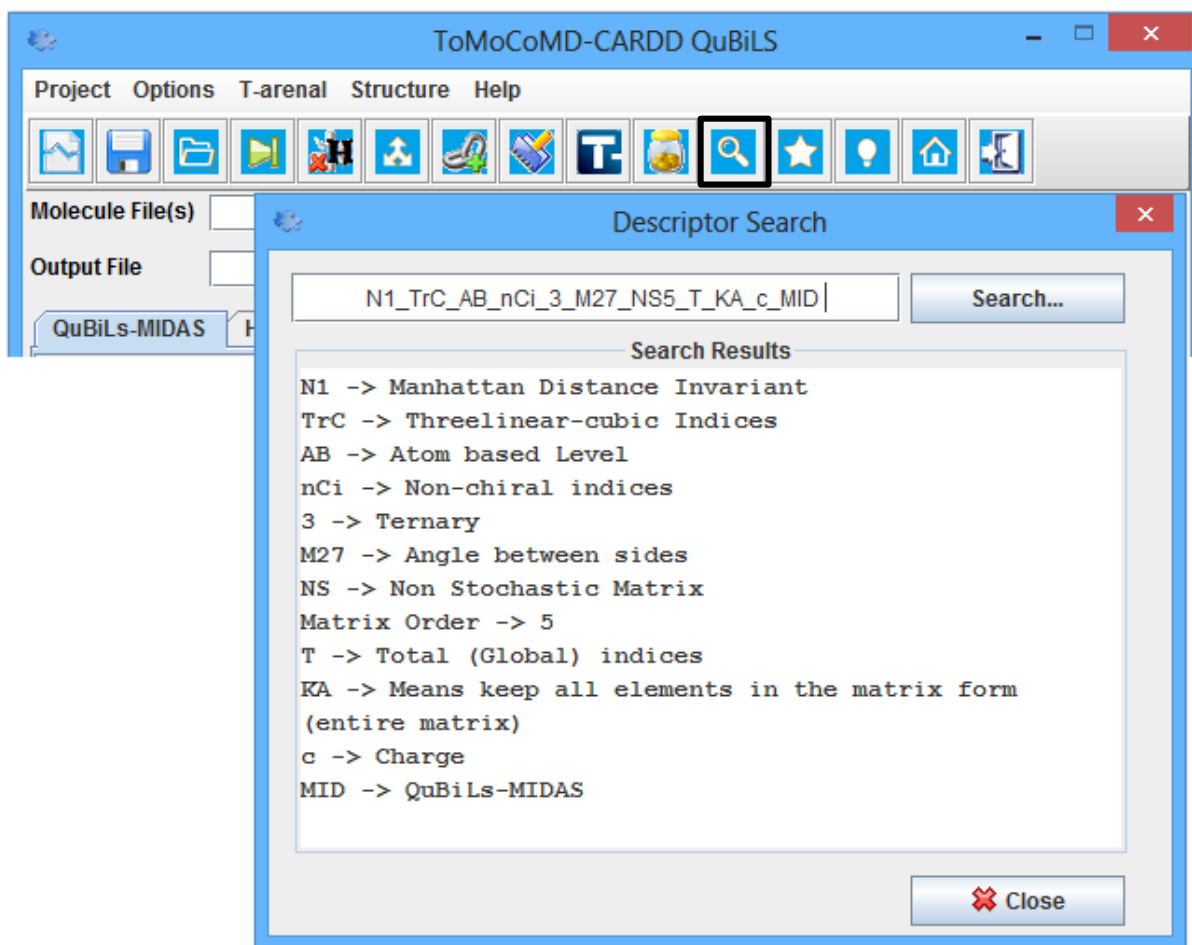 ToMoCoMD-CARDD QuBiLS
Project Options T-arenal Structure Help
H T-
Molecule File(s)
Descriptor Search
Output File
N1_TrC_AB_nCi_3_M27_NS5_T_KA_c_MID Search...
QuBiLs-MIDAS H
Search Results
N1 -> Manhattan Distance Invariant
TrC -> Threelinear-cubic Indices
AB -> Atom based Level
nCi -> Non-chiral indices
3 -> Ternary
M27 -> Angle between sides
NS -> Non Stochastic Matrix
Matrix Order -> 5
T -> Total (Global) indices
KA -> Means keep all elements in the matrix form
(entire matrix)
c -> Charge
MID -> QuBiLs-MIDAS
Close